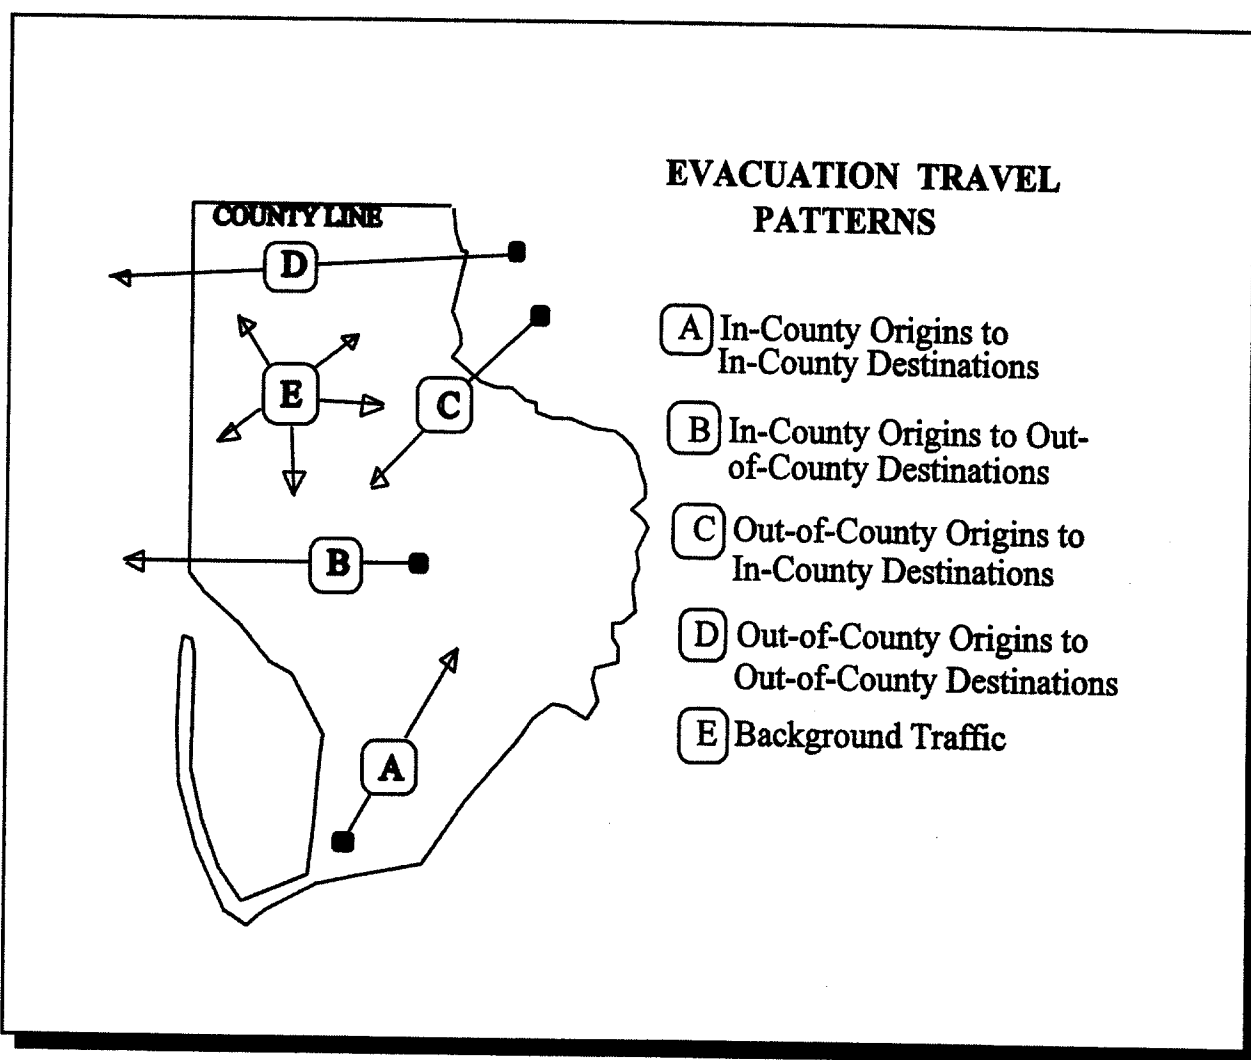 EVACUATION TRAVEL
PATTERNS
COUNTY LINE
D
E
C
B
A
A In-County Origins to
In-County Destinations
B In-County Origins to Out-
of-County Destinations
C Out-of-County Origins to
In-County Destinations
D Out-of-County Origins to
Out-of-County Destinations
E Background Traffic